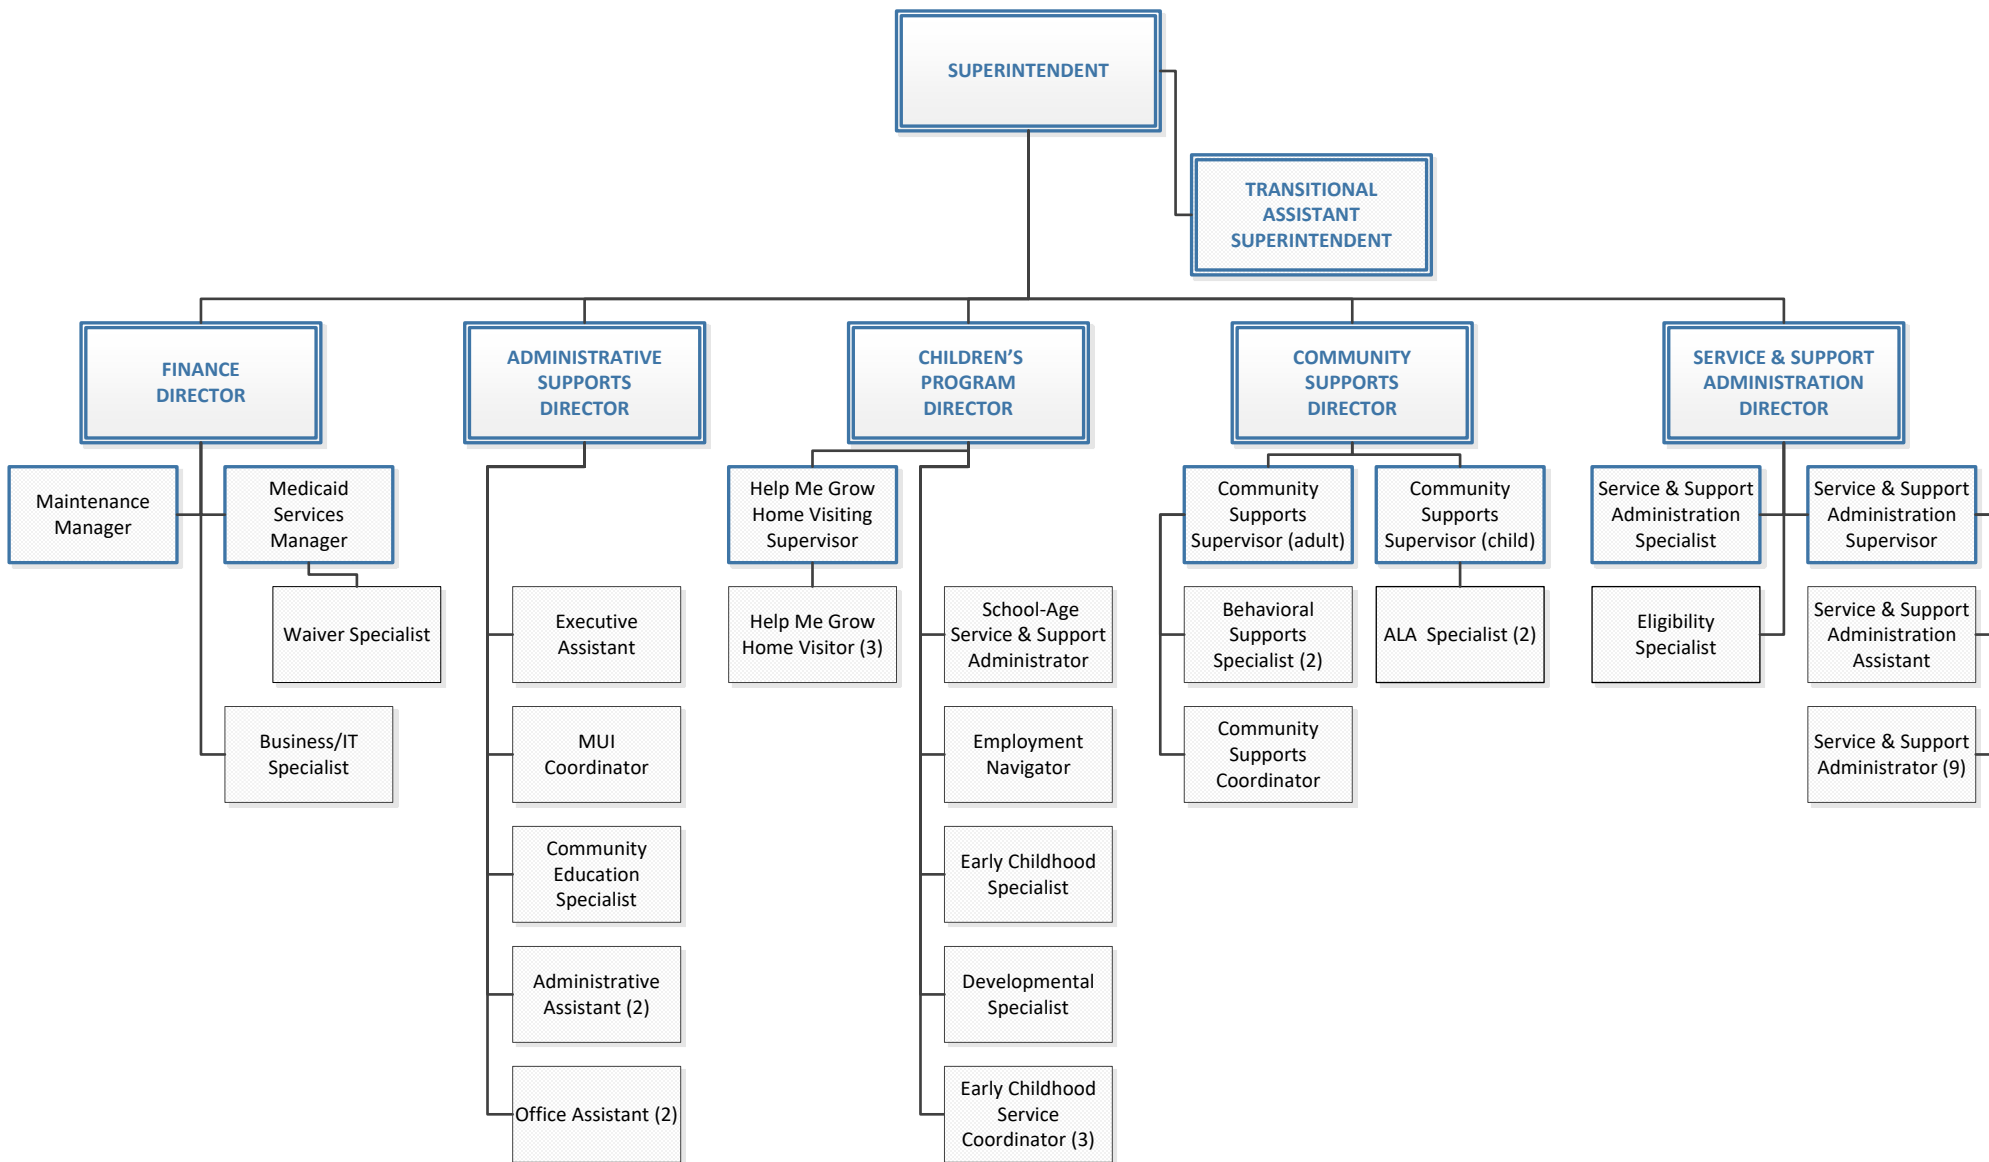 SUPERINTENDENT
TRANSITIONAL
ASSISTANT
SUPERINTENDENT
FINANCE
DIRECTOR
ADMINISTRATIVE
SUPPORTS
DIRECTOR
CHILDREN’S
PROGRAM
DIRECTOR
COMMUNITY
SUPPORTS
DIRECTOR
SERVICE & SUPPORT
ADMINISTRATION
DIRECTOR
Maintenance
Manager
Medicaid
Services
Manager
Help Me Grow
Home Visiting
Supervisor
Community
Supports
Supervisor (adult)
Community
Supports
Supervisor (child)
Service & Support
Administration
Specialist
Service & Support
Administration
Supervisor
Waiver Specialist
Executive
Assistant
Help Me Grow
Home Visitor (3)
School-Age
Service & Support
Administrator
Behavioral
Supports
Specialist (2)
ALA  Specialist (2)
Eligibility
Specialist
Service & Support
Administration
Assistant
Business/IT
Specialist
MUI
Coordinator
Employment
Navigator
Community
Supports
Coordinator
Service & Support
Administrator (9)
Community
Education
Specialist
Early Childhood
Specialist
Administrative
Assistant (2)
Developmental
Specialist
Office Assistant (2)
Early Childhood
Service
Coordinator (3)